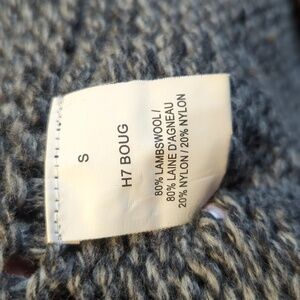 S
H7 BOUG
80% LAMBSWOOL /
80% LAINE D'AGNEAU
20% NYLON / 20% NYLON